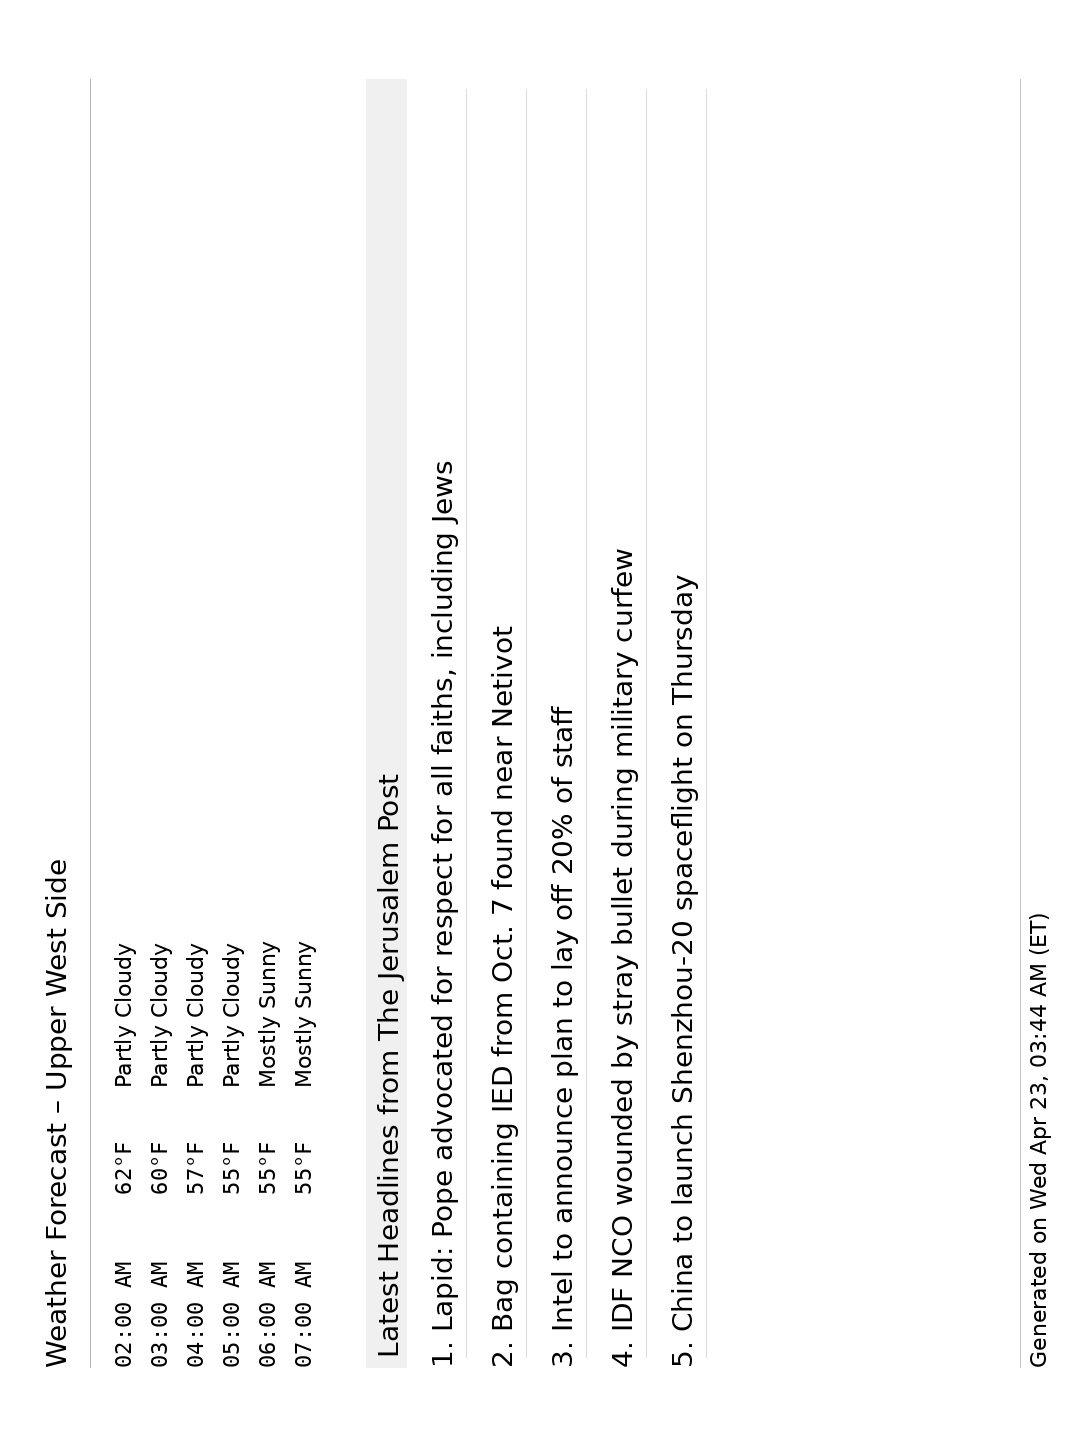 Weather Forecast – Upper West Side
02:00 AM 62°F Partly Cloudy
03:00 AM 60°F Partly Cloudy
04:00 AM 57°F Partly Cloudy
05:00 AM 55°F Partly Cloudy
06:00 AM 55°F Mostly Sunny
07:00 AM 55°F Mostly Sunny
Latest Headlines from The Jerusalem Post
1. Lapid: Pope advocated for respect for all faiths, including Jews
2. Bag containing IED from Oct. 7 found near Netivot
3. Intel to announce plan to lay off 20% of staff
4. IDF NCO wounded by stray bullet during military curfew
5. China to launch Shenzhou-20 spaceflight on Thursday
Generated on Wed Apr 23, 03:44 AM (ET)